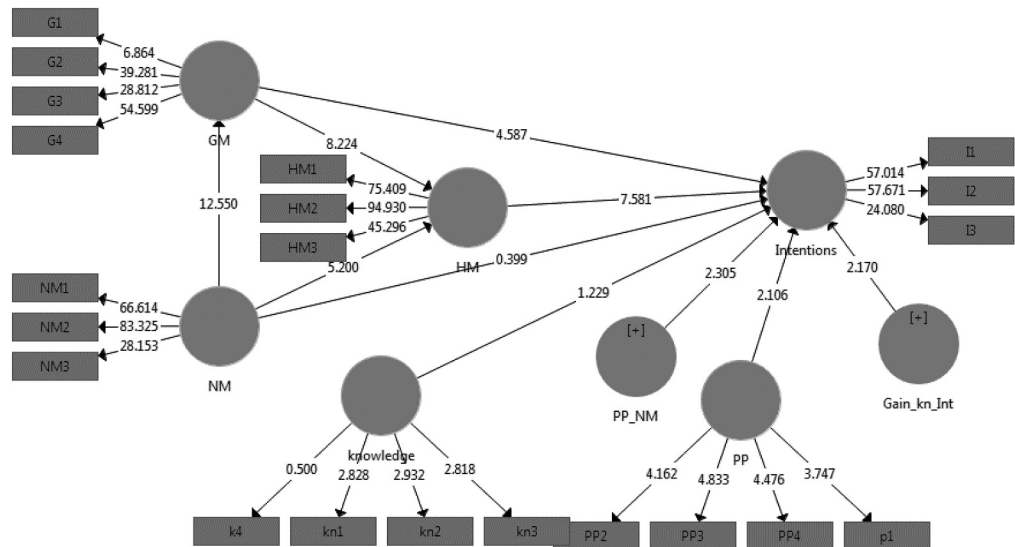 G1
6.864
G2
39.281
G3
28.812
G4
54.599
GM
4.587
8.224
12.550
HM1
75.409
HM2
94.930
HM3
45.296
5.200
HM
7.581
0.399
I1
57.014
I2
57.671
I3
24.080
Intentions
2.305
2.106
2.170
1.229
NM1
66.614
NM2
83.325
NM3
28.153
NM
[+]
PP_NM
[+]
Gain_kn_Int
knowledge
PP
0.500
2.828
2.932
2.818
4.162
4.833
4.476
3.747
k4
kn1
kn2
kn3
PP2
PP3
PP4
p1